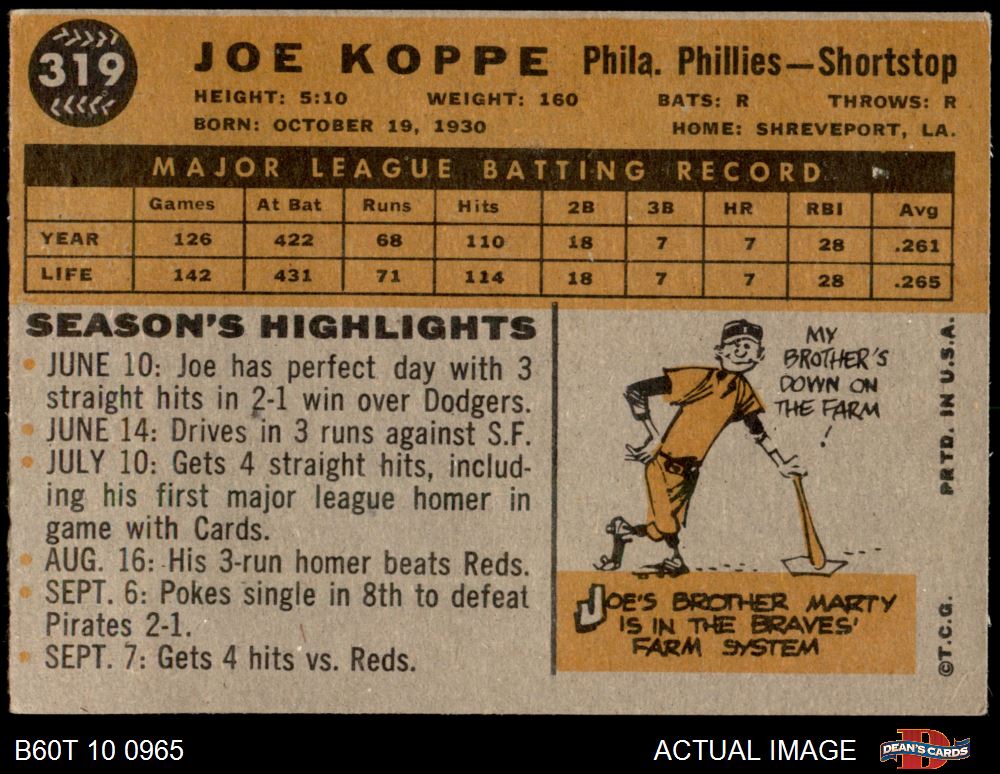 319
JOE KOPPE Phila. Phillies—Shortstop
HEIGHT: 5:10 WEIGHT: 160 BATS: R THROWS: R
BORN: OCTOBER 19, 1930 HOME: SHREVEPORT, LA.
MAJOR LEAGUE BATTING RECORD
Games At Bat Runs Hits 2B 3B HR RBI Avg
YEAR 126 422 68 110 18 7 7 28 .261
LIFE 142 431 71 114 18 7 7 28 .265
SEASON'S HIGHLIGHTS
• JUNE 10: Joe has perfect day with 3
straight hits in 2-1 win over Dodgers.
• JUNE 14: Drives in 3 runs against S.F.
• JULY 10: Gets 4 straight hits, includ-
ing his first major league homer in
game with Cards.
• AUG. 16: His 3-run homer beats Reds.
• SEPT. 6: Pokes single in 8th to defeat
Pirates 2-1.
• SEPT. 7: Gets 4 hits vs. Reds.
MY
BROTHER'S
DOWN ON
THE FARM
JOE'S BROTHER MARTY
IS IN THE BRAVES'
FARM SYSTEM
PRTD. IN U.S.A.
©T.C.G.
B60T 10 0965 ACTUAL IMAGE DEAN'S CARDS